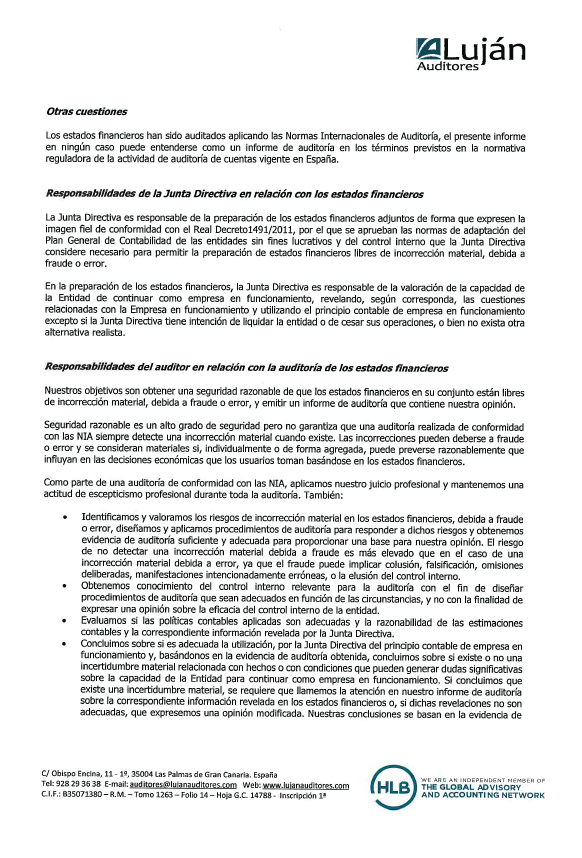 Luján
Auditores
Otras cuestiones
Los estados financieros han sido auditados aplicando las Normas Internacionales de Auditoría, el presente informe
en ningún caso puede entenderse como un informe de auditoría en los términos previstos en la normativa
reguladora de la actividad de auditoría de cuentas vigente en España.
Responsabilidades de la Junta Directiva en relación con los estados financieros
La Junta Directiva es responsable de la preparación de los estados financieros adjuntos de forma que expresen la
imagen fiel de conformidad con el Real Decreto1491/2011, por el que se aprueban las normas de adaptación del
Plan General de Contabilidad de las entidades sin fines lucrativos y del control interno que la Junta Directiva
considere necesario para permitir la preparación de estados financieros libres de incorrección material, debida a
fraude o error.
En la preparación de los estados financieros, la Junta Directiva es responsable de la valoración de la capacidad de
la Entidad de continuar como empresa en funcionamiento, revelando, según corresponda, las cuestiones
relacionadas con la Empresa en funcionamiento y utilizando el principio contable de empresa en funcionamiento
excepto si la Junta Directiva tiene intención de liquidar la entidad o de cesar sus operaciones, o bien no exista otra
alternativa realista.
Responsabilidades del auditor en relación con la auditoría de los estados financieros
Nuestros objetivos son obtener una seguridad razonable de que los estados financieros en su conjunto están libres
de incorrección material, debida a fraude o error, y emitir un informe de auditoría que contiene nuestra opinión.
Seguridad razonable es un alto grado de seguridad pero no garantiza que una auditoría realizada de conformidad
con las NIA siempre detecte una incorrección material cuando existe. Las incorrecciones pueden deberse a fraude
o error y se consideran materiales si, individualmente o de forma agregada, puede preverse razonablemente que
influyan en las decisiones económicas que los usuarios toman basándose en los estados financieros.
Como parte de una auditoría de conformidad con las NIA, aplicamos nuestro juicio profesional y mantenemos una
actitud de escepticismo profesional durante toda la auditoría. También:
• Identificamos y valoramos los riesgos de incorrección material en los estados financieros, debida a fraude
o error, diseñamos y aplicamos procedimientos de auditoría para responder a dichos riesgos y obtenemos
evidencia de auditoría suficiente y adecuada para proporcionar una base para nuestra opinión. El riesgo
de no detectar una incorrección material debida a fraude es más elevado que en el caso de una
incorrección material debida a error, ya que el fraude puede implicar colusión, falsificación, omisiones
deliberadas, manifestaciones intencionadamente erróneas, o la elusión del control interno.
• Obtenemos conocimiento del control interno relevante para la auditoría con el fin de diseñar
procedimientos de auditoría que sean adecuados en función de las circunstancias, y no con la finalidad de
expresar una opinión sobre la eficacia del control interno de la entidad.
• Evaluamos si las políticas contables aplicadas son adecuadas y la razonabilidad de las estimaciones
contables y la correspondiente información revelada por la Junta Directiva.
• Concluimos sobre si es adecuada la utilización, por la Junta Directiva del principio contable de empresa en
funcionamiento y, basándonos en la evidencia de auditoría obtenida, concluimos sobre si existe o no una
incertidumbre material relacionada con hechos o con condiciones que pueden generar dudas significativas
sobre la capacidad de la Entidad para continuar como empresa en funcionamiento. Si concluimos que
existe una incertidumbre material, se requiere que llamemos la atención en nuestro informe de auditoría
sobre la correspondiente información revelada en los estados financieros o, si dichas revelaciones no son
adecuadas, que expresemos una opinión modificada. Nuestras conclusiones se basan en la evidencia de
C/ Obispo Encina, 11 - 1º, 35004 Las Palmas de Gran Canaria. España
Tel: 928 29 36 38 E-mail: auditores@lujanauditores.com Web: www.lujanauditores.com
C.I.F.: B35071380 – R.M. – Tomo 1263 – Folio 14 – Hoja G.C. 14788 - Inscripción 1ª
HLB
WE ARE AN INDEPENDENT MEMBER OF
THE GLOBAL ADVISORY
AND ACCOUNTING NETWORK